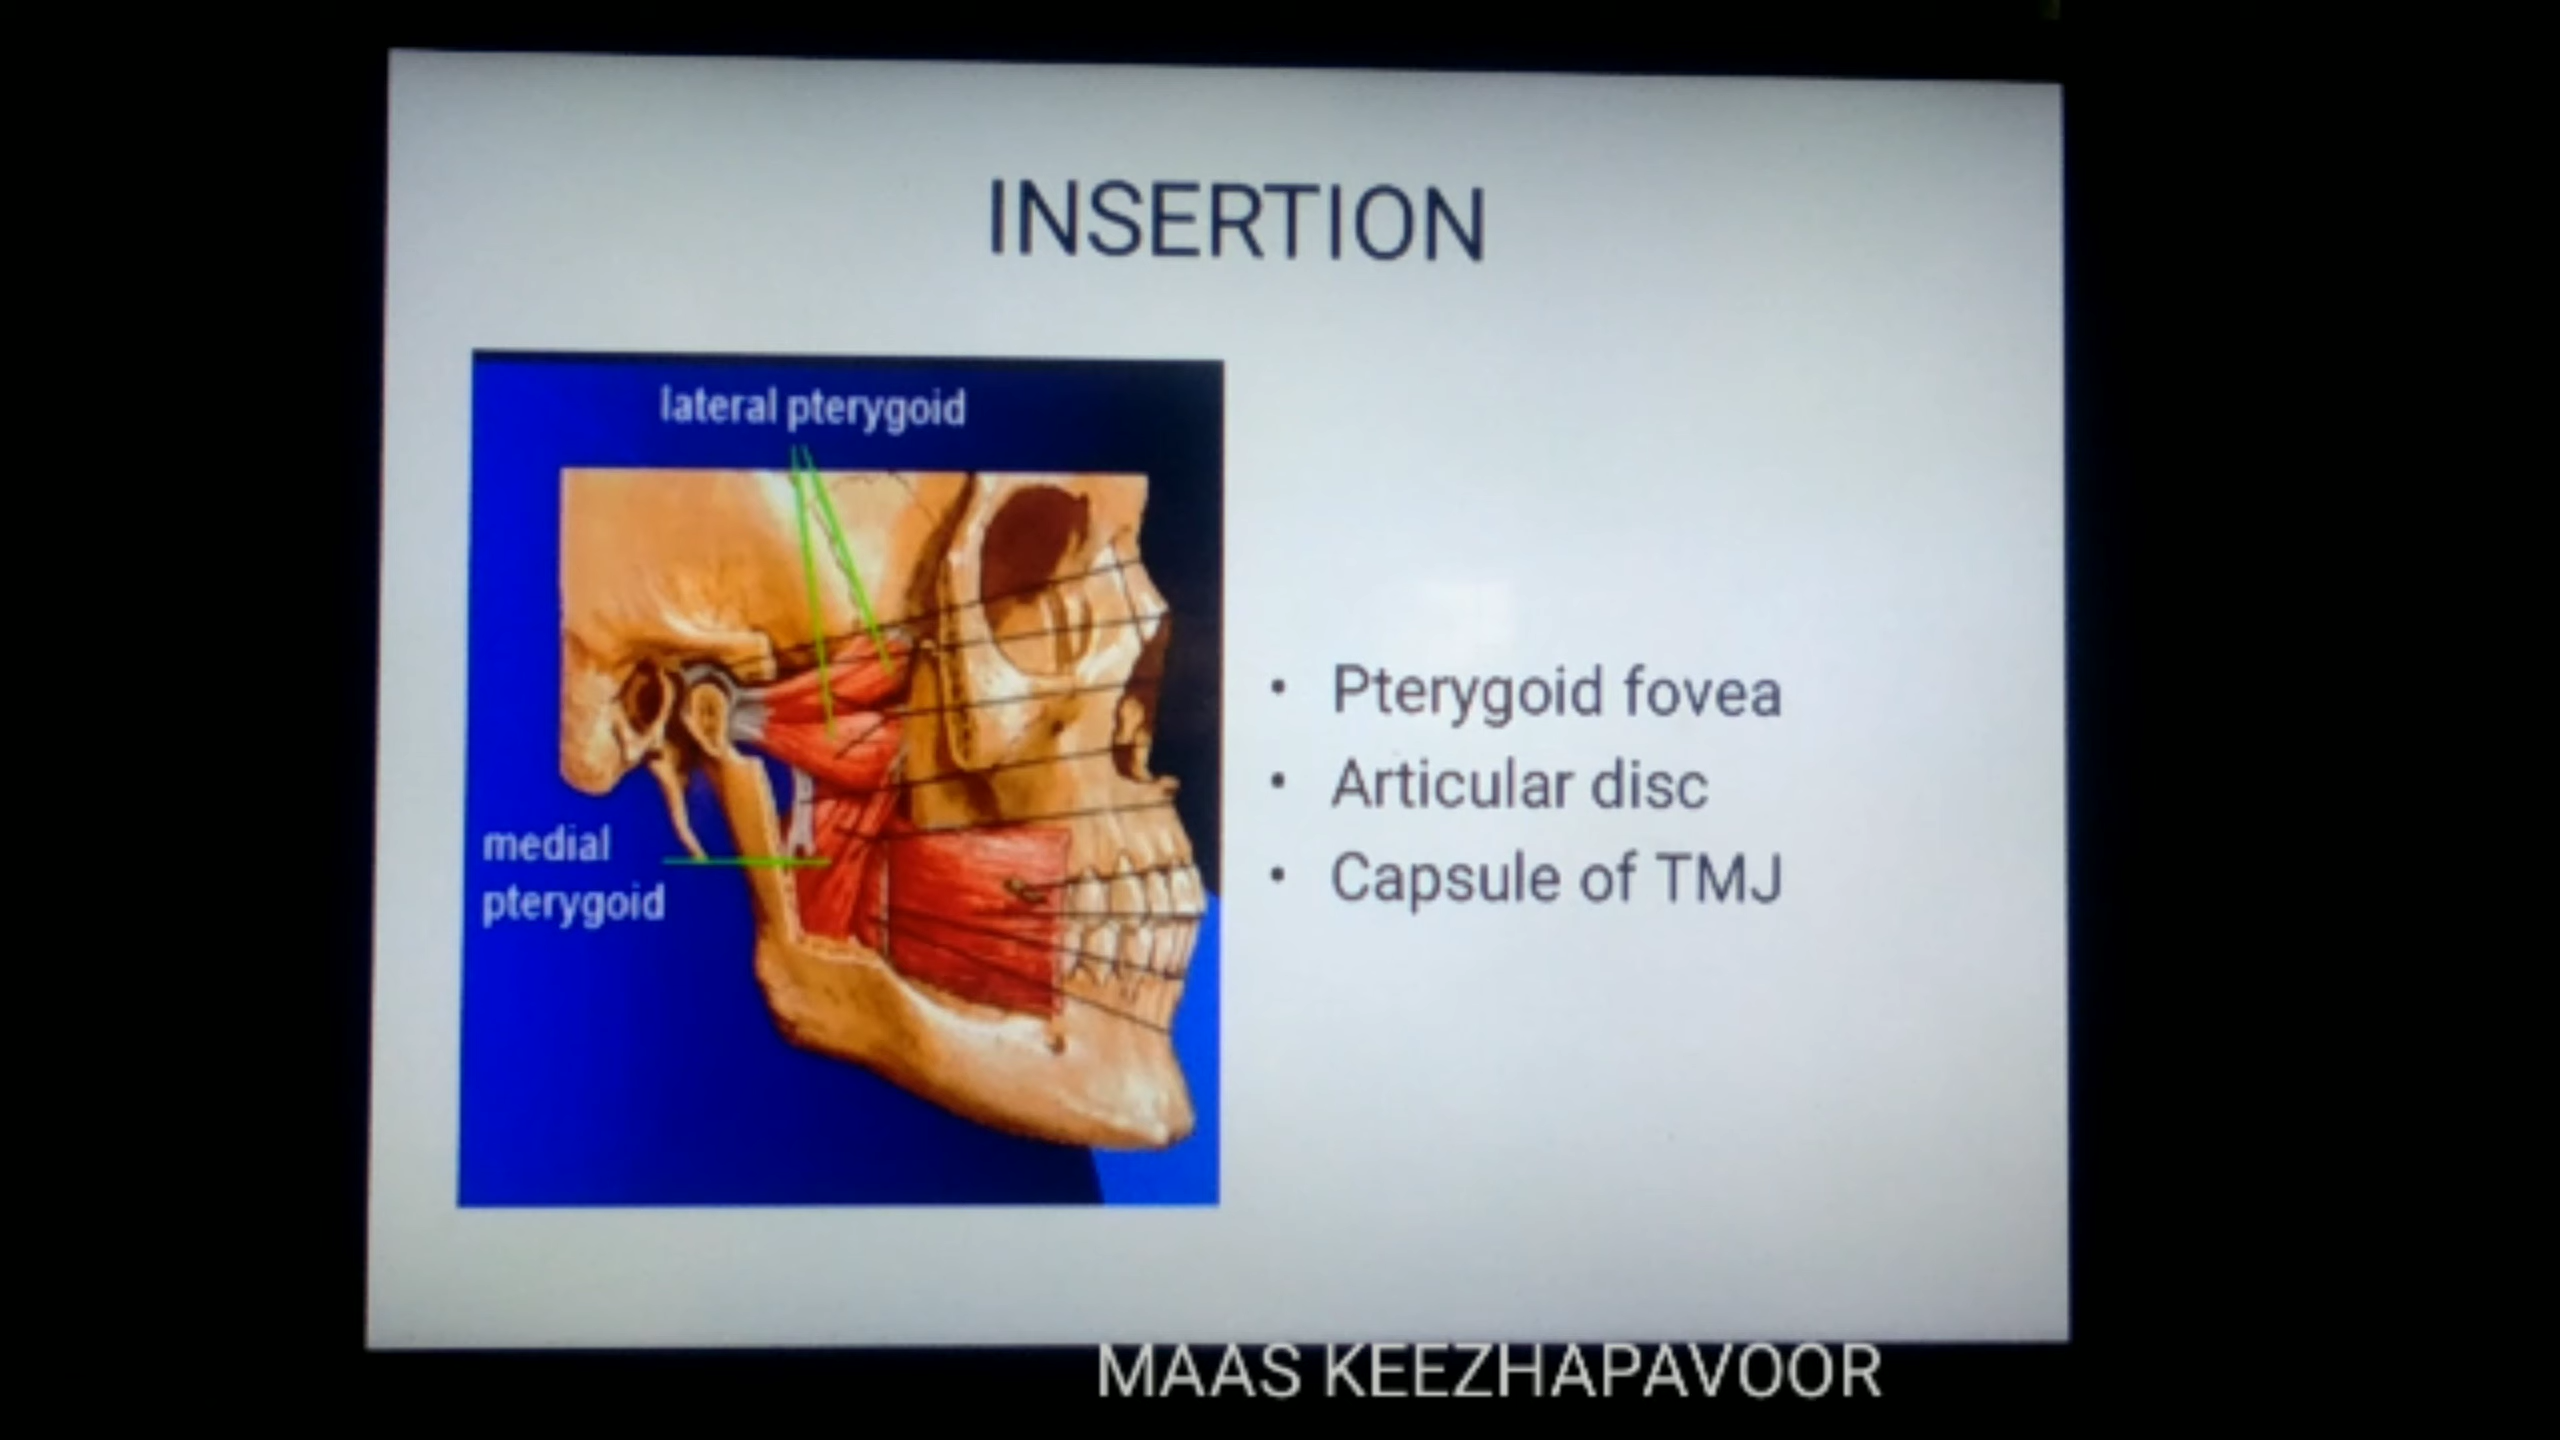 INSERTION
lateral pterygoid
medial
pterygoid
• Pterygoid fovea
• Articular disc
• Capsule of TMJ
MAAS KEEZHAPAVOOR